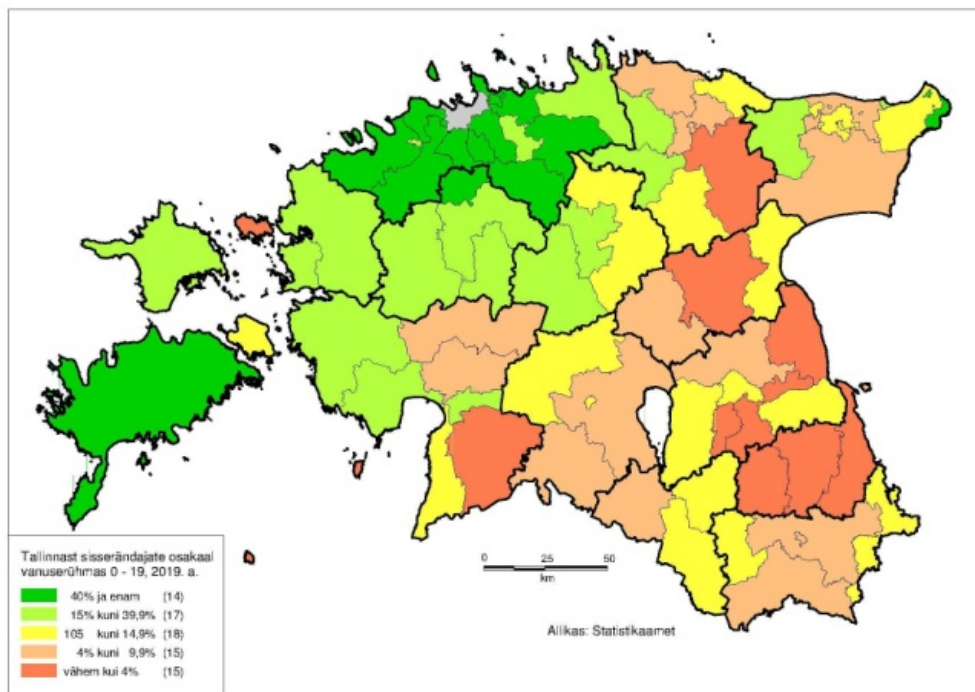 Tallinnast sisserändajate osakaal
vanuserühmas 0 - 19, 2019. a.
40% ja enam (14)
15% kuni 39,9% (17)
105 kuni 14,9% (18)
4% kuni 9,9% (15)
vähem kui 4% (15)
0 25 50
km
Allikas: Statistikaamet